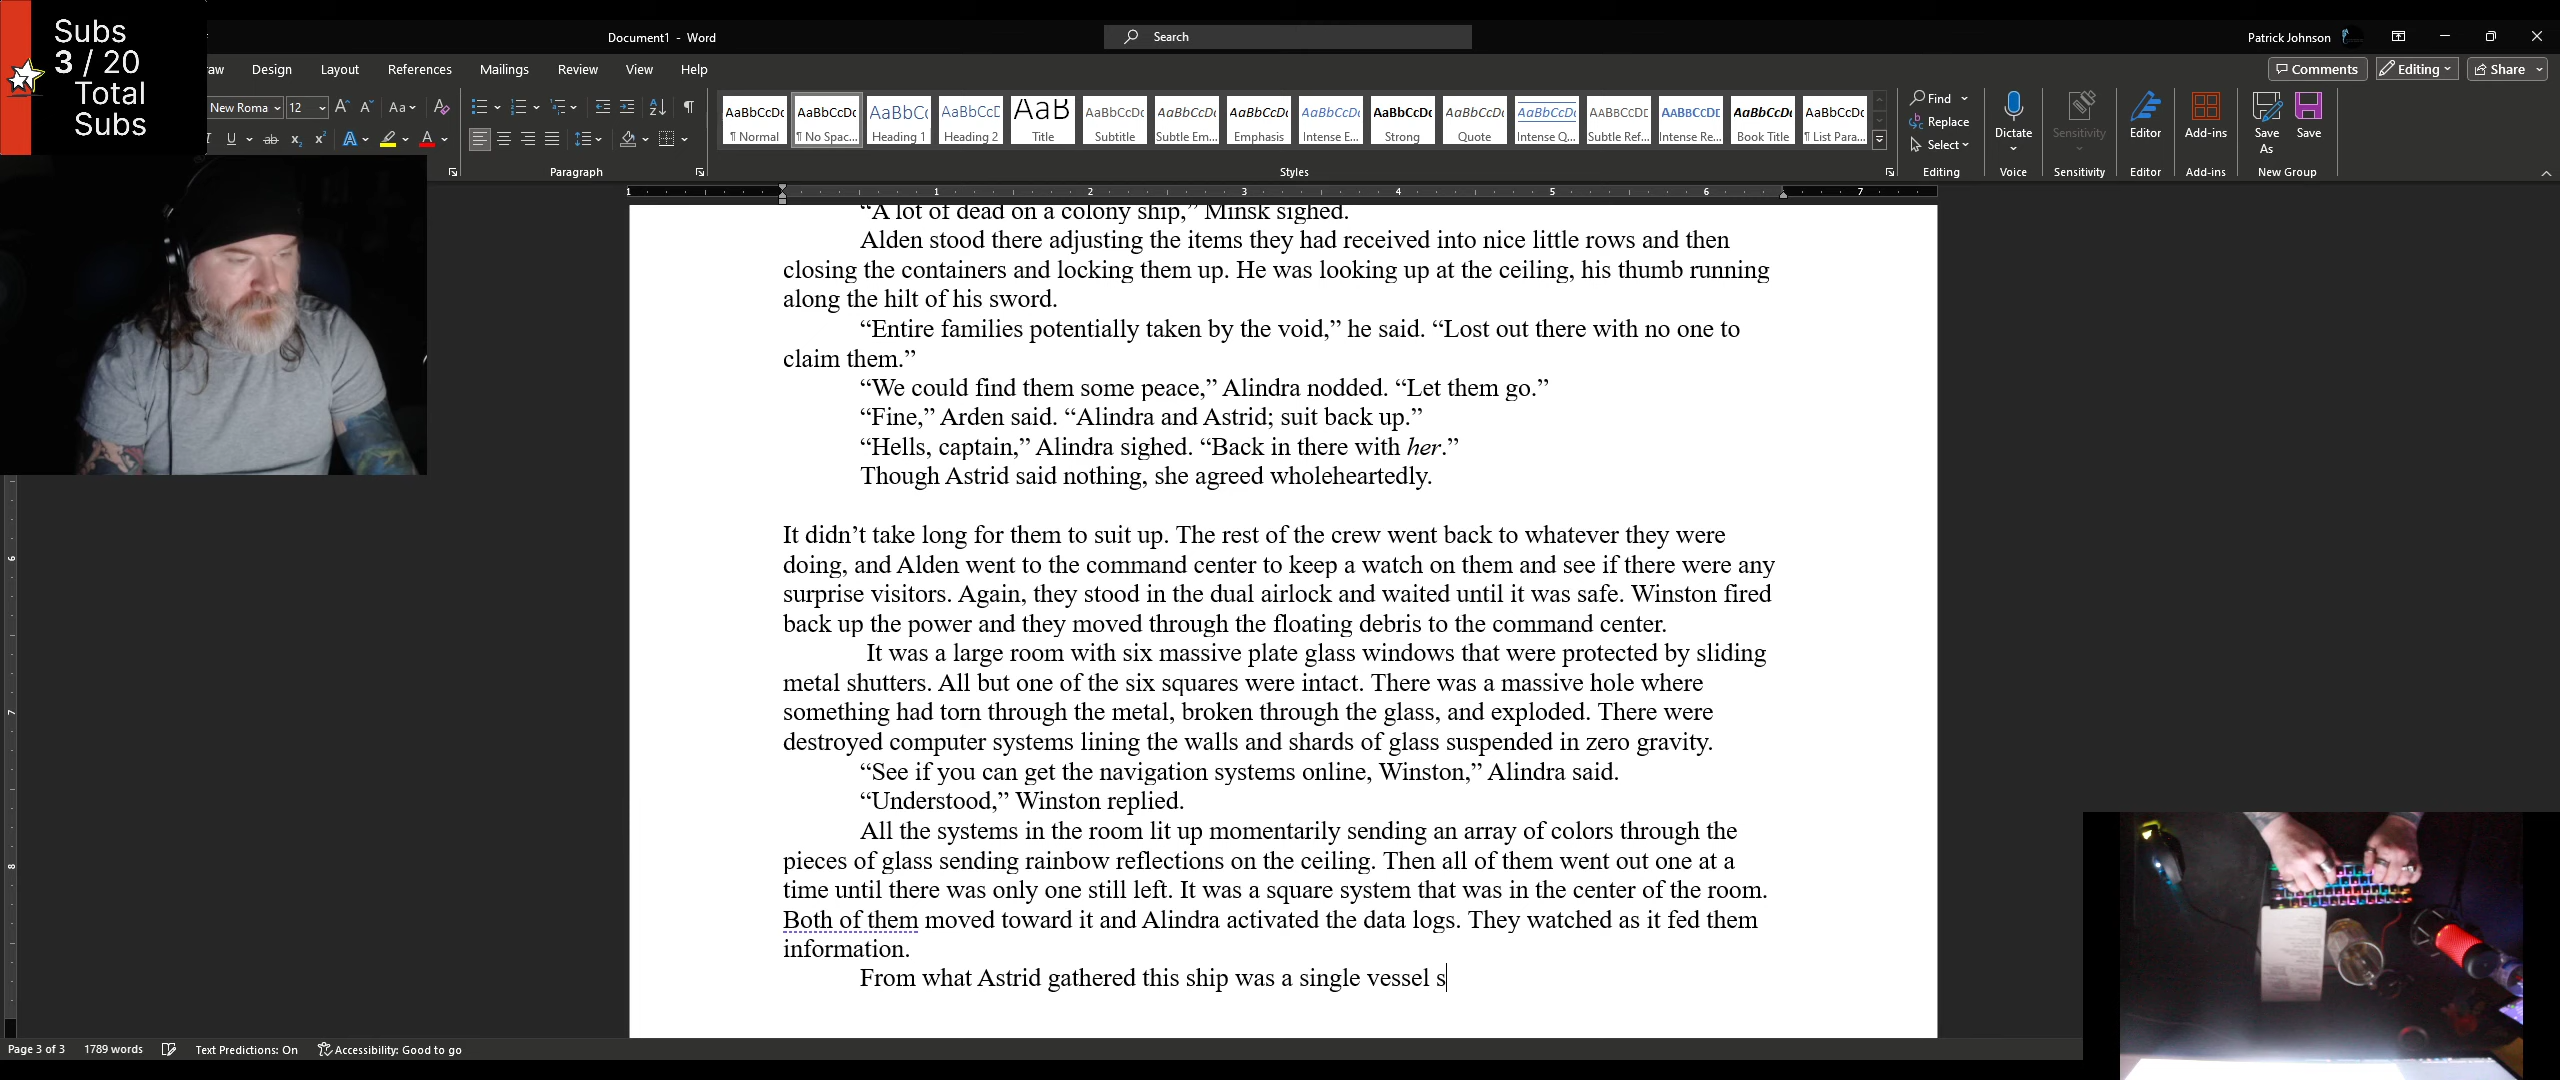 Subs
3 / 20
Total
Subs
Document1 - Word
Search
Patrick Johnson
aw Design Layout References Mailings Review View Help
Comments Editing Share
New Roma 12 Aa
AaBbCcDc AaBbCcDc AaBbC( AaBbCcE AaB AaBbCcDc AaBbCcDc AaBbCcDc AaBbCcDc AaBbCcDc AaBbCcDc AaBbCcDc AaBbCcDD AaBbCcDD AaBbCcDc AaBbCcDc
¶ Normal ¶ No Spac... Heading 1 Heading 2 Title Subtitle Subtle Em... Emphasis Intense E... Strong Quote Intense Q... Subtle Ref... Intense Re... Book Title ¶ List Para...
Find
Replace
Select
Dictate Sensitivity Editor Add-ins Save As Save
Paragraph Styles Editing Voice Sensitivity Editor Add-ins New Group
1 1 2 3 4 5 6 7
“A lot of dead on a colony ship,” Minsk sighed.
Alden stood there adjusting the items they had received into nice little rows and then
closing the containers and locking them up. He was looking up at the ceiling, his thumb running
along the hilt of his sword.
“Entire families potentially taken by the void,” he said. “Lost out there with no one to
claim them.”
“We could find them some peace,” Alindra nodded. “Let them go.”
“Fine,” Arden said. “Alindra and Astrid; suit back up.”
“Hells, captain,” Alindra sighed. “Back in there with her.”
Though Astrid said nothing, she agreed wholeheartedly.
It didn’t take long for them to suit up. The rest of the crew went back to whatever they were
doing, and Alden went to the command center to keep a watch on them and see if there were any
surprise visitors. Again, they stood in the dual airlock and waited until it was safe. Winston fired
back up the power and they moved through the floating debris to the command center.
It was a large room with six massive plate glass windows that were protected by sliding
metal shutters. All but one of the six squares were intact. There was a massive hole where
something had torn through the metal, broken through the glass, and exploded. There were
destroyed computer systems lining the walls and shards of glass suspended in zero gravity.
“See if you can get the navigation systems online, Winston,” Alindra said.
“Understood,” Winston replied.
All the systems in the room lit up momentarily sending an array of colors through the
pieces of glass sending rainbow reflections on the ceiling. Then all of them went out one at a
time until there was only one still left. It was a square system that was in the center of the room.
Both of them moved toward it and Alindra activated the data logs. They watched as it fed them
information.
From what Astrid gathered this ship was a single vessel s
6
7
8
Page 3 of 3 1789 words Text Predictions: On Accessibility: Good to go